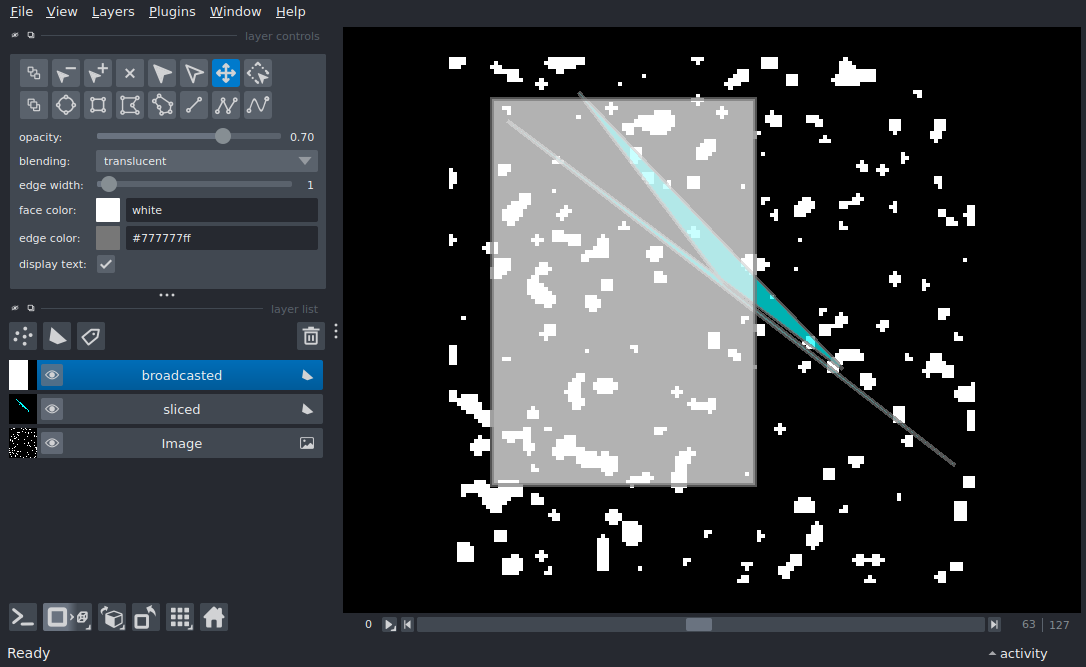 File View Layers Plugins Window Help
layer controls
opacity: 0.70
blending: translucent
edge width: 1
face color: white
edge color: #777777ff
display text:
layer list
broadcasted
sliced
Image
0 63 127
Ready activity